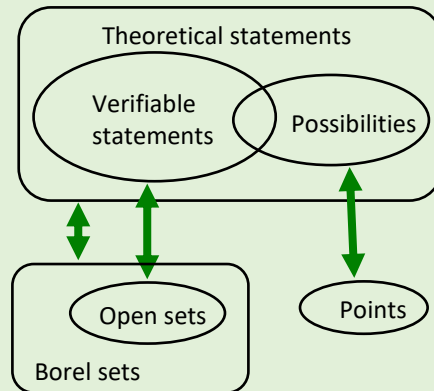 Theoretical statements
Verifiable
statements
Possibilities
Open sets
Points
Borel sets